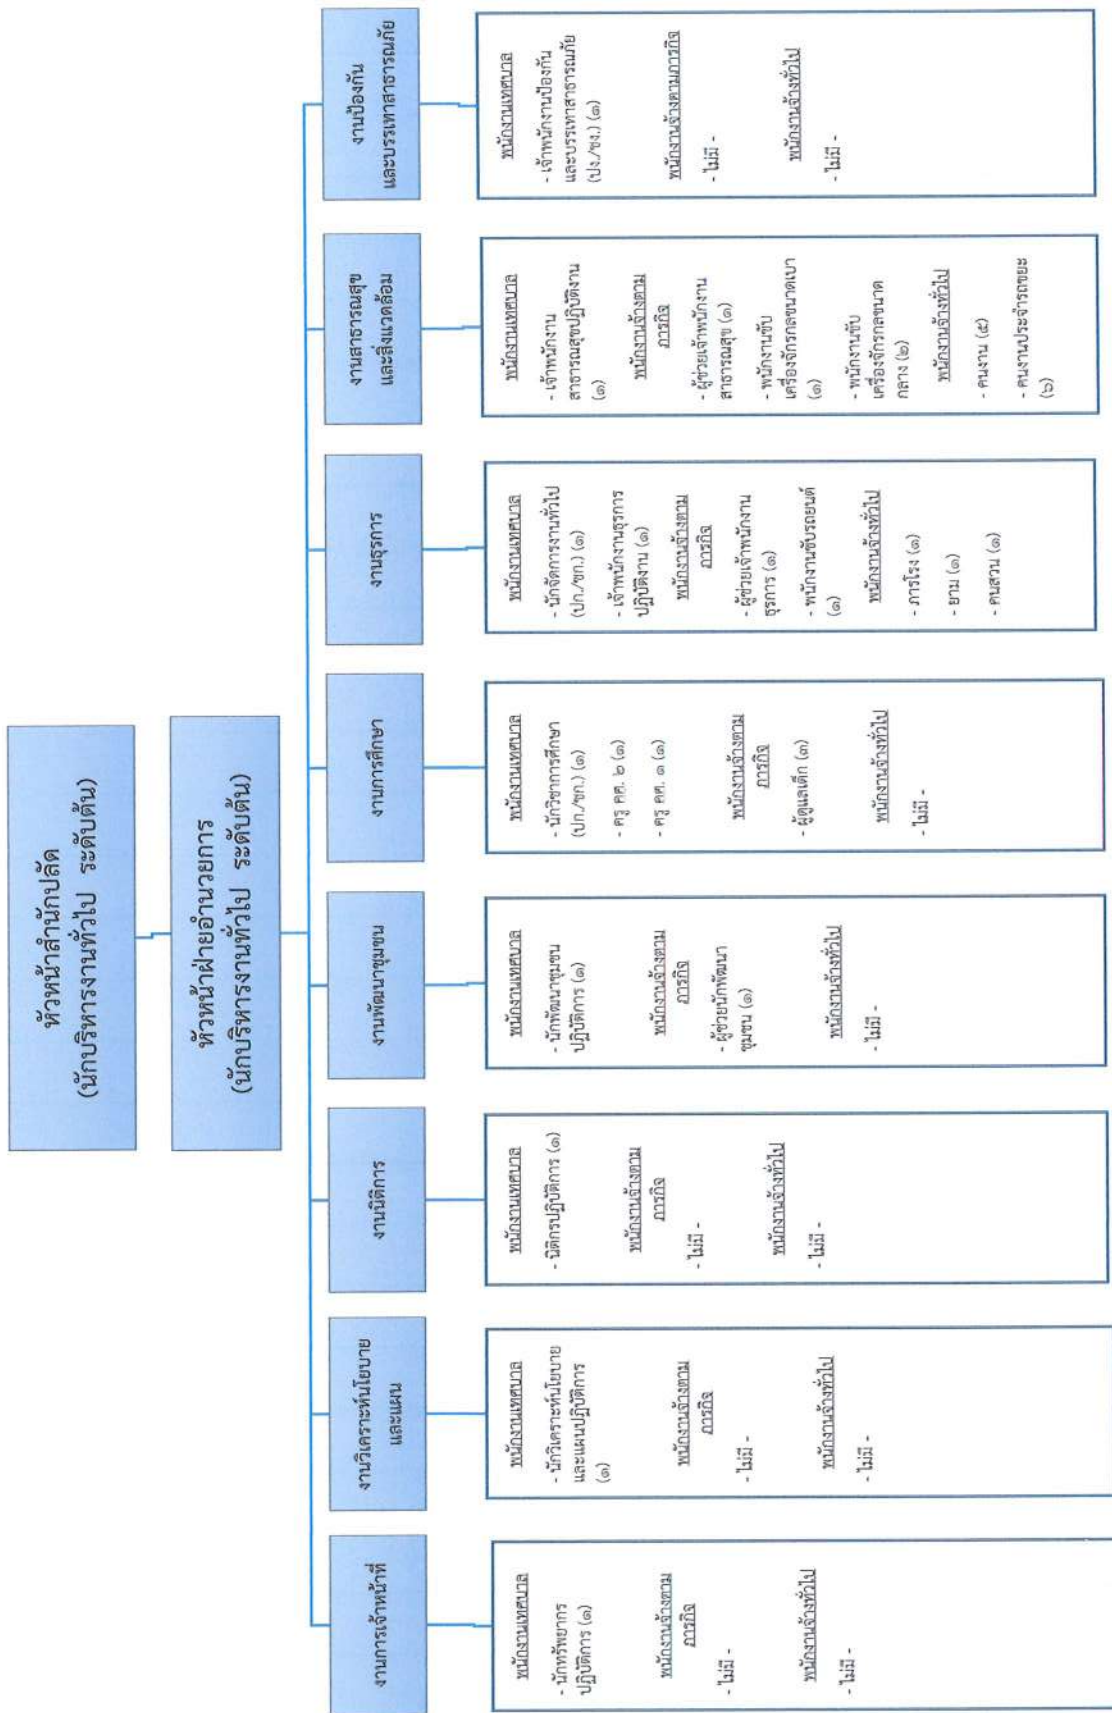 หัวหน้าสำนักปลัด
(นักบริหารงานทั่วไป ระดับต้น)
หัวหน้าฝ่ายอำนวยการ
(นักบริหารงานทั่วไป ระดับต้น)
งานการเจ้าหน้าที่
พนักงานเทศบาล
- นักทรัพยากร
ปฏิบัติการ (๑)
พนักงานจ้างตาม
ภารกิจ
- ไม่มี -
พนักงานจ้างทั่วไป
- ไม่มี -
งานวิเคราะห์นโยบาย
และแผน
พนักงานเทศบาล
- นักวิเคราะห์นโยบาย
และแผนปฏิบัติการ
(๑)
พนักงานจ้างตาม
ภารกิจ
- ไม่มี -
พนักงานจ้างทั่วไป
- ไม่มี -
งานนิติการ
พนักงานเทศบาล
- นิติกรปฏิบัติการ (๑)
พนักงานจ้างตาม
ภารกิจ
- ไม่มี -
พนักงานจ้างทั่วไป
- ไม่มี -
งานพัฒนาชุมชน
พนักงานเทศบาล
- นักพัฒนาชุมชน
ปฏิบัติการ (๑)
พนักงานจ้างตาม
ภารกิจ
- ผู้ช่วยนักพัฒนา
ชุมชน (๑)
พนักงานจ้างทั่วไป
- ไม่มี -
งานการศึกษา
พนักงานเทศบาล
- นักวิชาการศึกษา
(ปก./ชก.) (๑)
- ครู คศ. ๒ (๑)
- ครู คศ. ๑ (๑)
พนักงานจ้างตาม
ภารกิจ
- ผู้ดูแลเด็ก (๓)
พนักงานจ้างทั่วไป
- ไม่มี -
งานธุรการ
พนักงานเทศบาล
- นักจัดการงานทั่วไป
(ปก./ชก.) (๑)
- เจ้าพนักงานธุรการ
ปฏิบัติงาน (๑)
พนักงานจ้างตาม
ภารกิจ
- ผู้ช่วยเจ้าพนักงาน
ธุรการ (๑)
- พนักงานขับรถยนต์
(๑)
พนักงานจ้างทั่วไป
- ภารโรง (๑)
- ยาม (๑)
- คนสวน (๑)
งานสาธารณสุข
และสิ่งแวดล้อม
พนักงานเทศบาล
- เจ้าพนักงาน
สาธารณสุขปฏิบัติงาน
(๑)
พนักงานจ้างตาม
ภารกิจ
- ผู้ช่วยเจ้าพนักงาน
สาธารณสุข (๑)
- พนักงานขับ
เครื่องจักรกลขนาดเบา
(๑)
- พนักงานขับ
เครื่องจักรกลขนาด
กลาง (๒)
พนักงานจ้างทั่วไป
- คนงาน (๕)
- คนงานประจำรถขยะ
(๖)
งานป้องกัน
และบรรเทาสาธารณภัย
พนักงานเทศบาล
- เจ้าพนักงานป้องกัน
และบรรเทาสาธารณภัย
(ปง./ชง.) (๑)
พนักงานจ้างตามภารกิจ
- ไม่มี -
พนักงานจ้างทั่วไป
- ไม่มี -